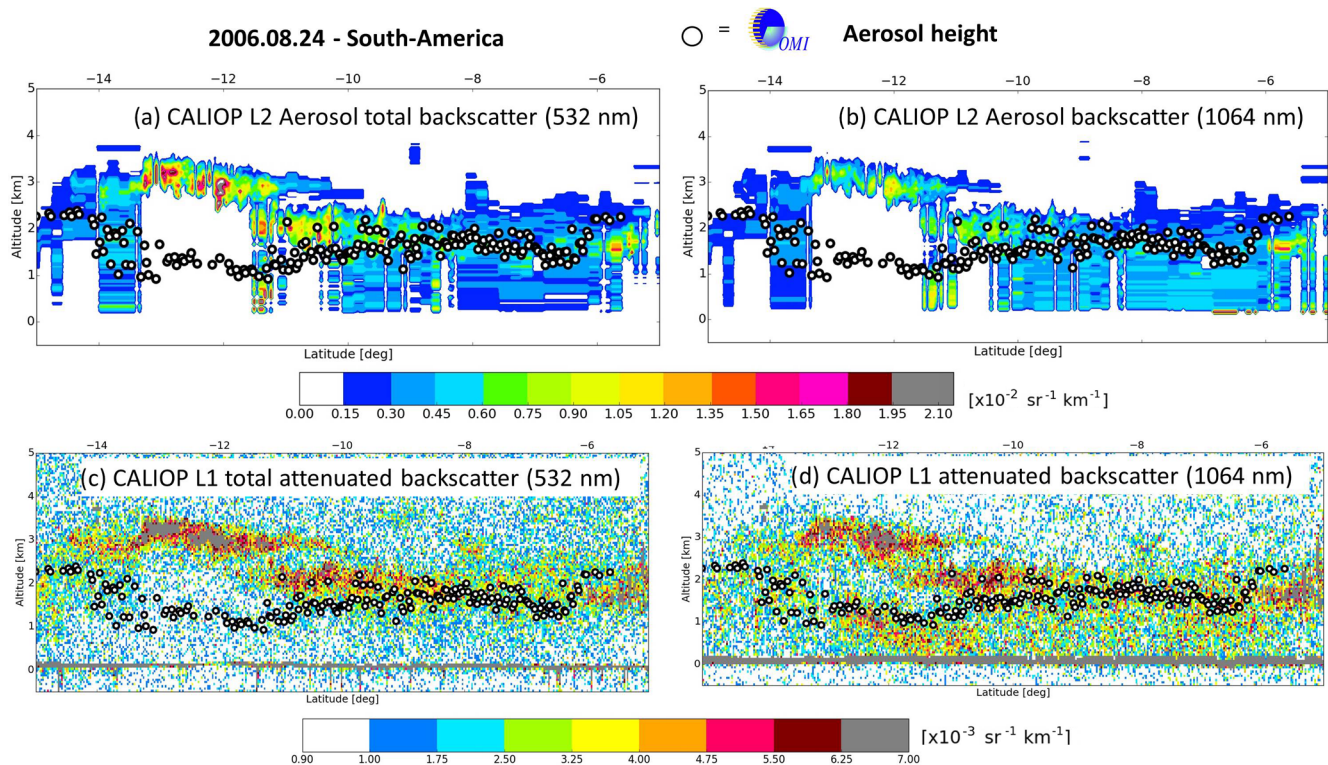 2006.08.24 - South-America
= OMI Aerosol height
−14 −12 −10 −8 −6
(a) CALIOP L2 Aerosol total backscatter (532 nm)
5
4
3
2
1
0
Altitude [km]
Latitude [deg]
−14 −12 −10 −8 −6
(b) CALIOP L2 Aerosol backscatter (1064 nm)
5
4
3
2
1
0
Altitude [km]
Latitude [deg]
0.00 0.15 0.30 0.45 0.60 0.75 0.90 1.05 1.20 1.35 1.50 1.65 1.80 1.95 2.10
[x10⁻² sr⁻¹ km⁻¹]
−14 −12 −10 −8 −6
(c) CALIOP L1 total attenuated backscatter (532 nm)
5
4
3
2
1
0
Altitude [km]
Latitude [deg]
−12 −10 −8 −6
(d) CALIOP L1 attenuated backscatter (1064 nm)
5
4
3
2
1
0
Altitude [km]
Latitude [deg]
0.90 1.00 1.75 2.50 3.25 4.00 4.75 5.50 6.25 7.00
[x10⁻³ sr⁻¹ km⁻¹]